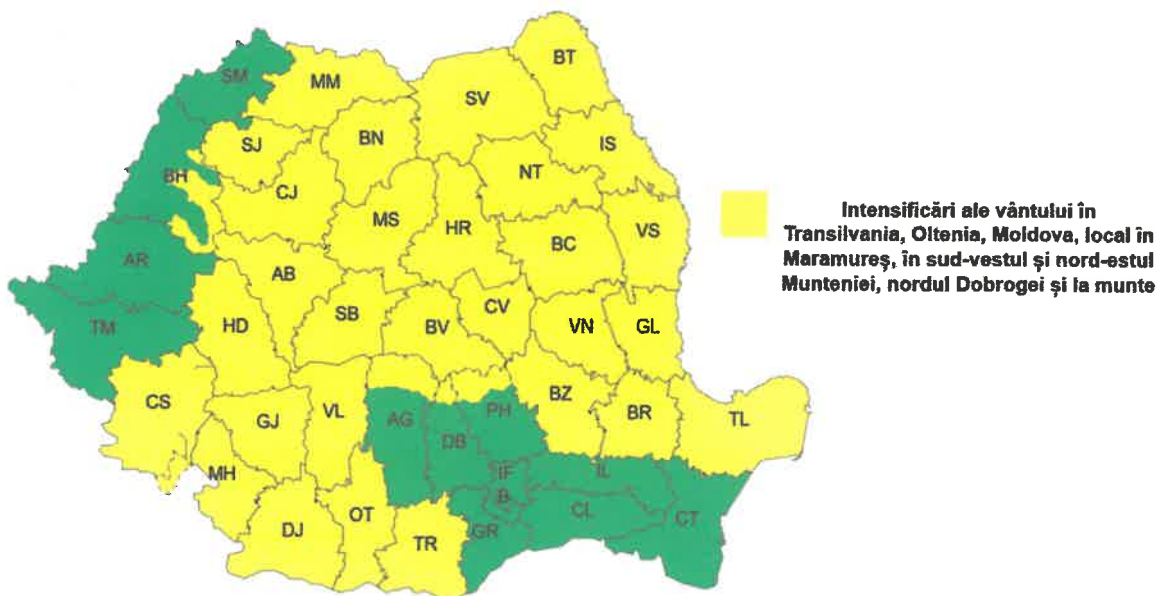 BT
SM
MM
SV
SJ
BN
IS
NT
BH
CJ
MS
HR
BC
VS
AR
AB
TM
HD
SB
BV
CV
VN
GL
CS
GJ
VL
AG
DB
PH
BZ
BR
TL
MH
IF
IL
B
DJ
OT
TR
GR
CL
CT
Intensificări ale vântului în
Transilvania, Oltenia, Moldova, local în
Maramureș, în sud-vestul și nord-estul
Munteniei, nordul Dobrogei și la munte